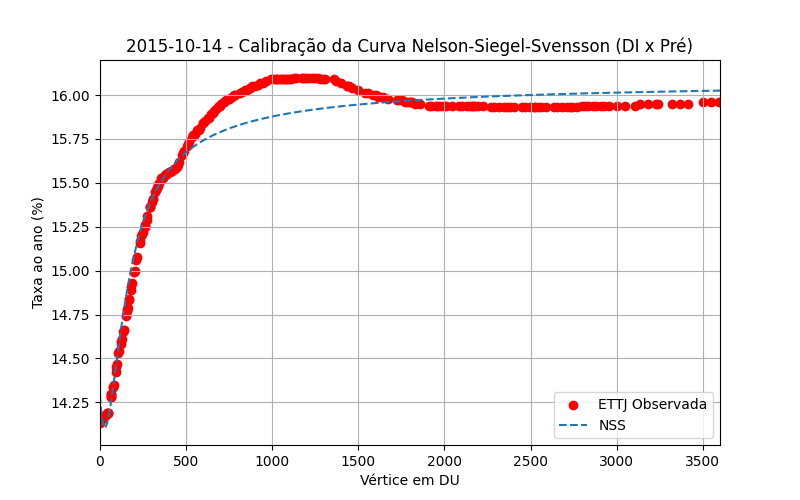 2015-10-14 - Calibração da Curva Nelson-Siegel-Svensson (DI x Pré)
Taxa ao ano (%)
16.00
15.75
15.50
15.25
15.00
14.75
14.50
14.25
ETTJ Observada
NSS
0 500 1000 1500 2000 2500 3000 3500
Vértice em DU